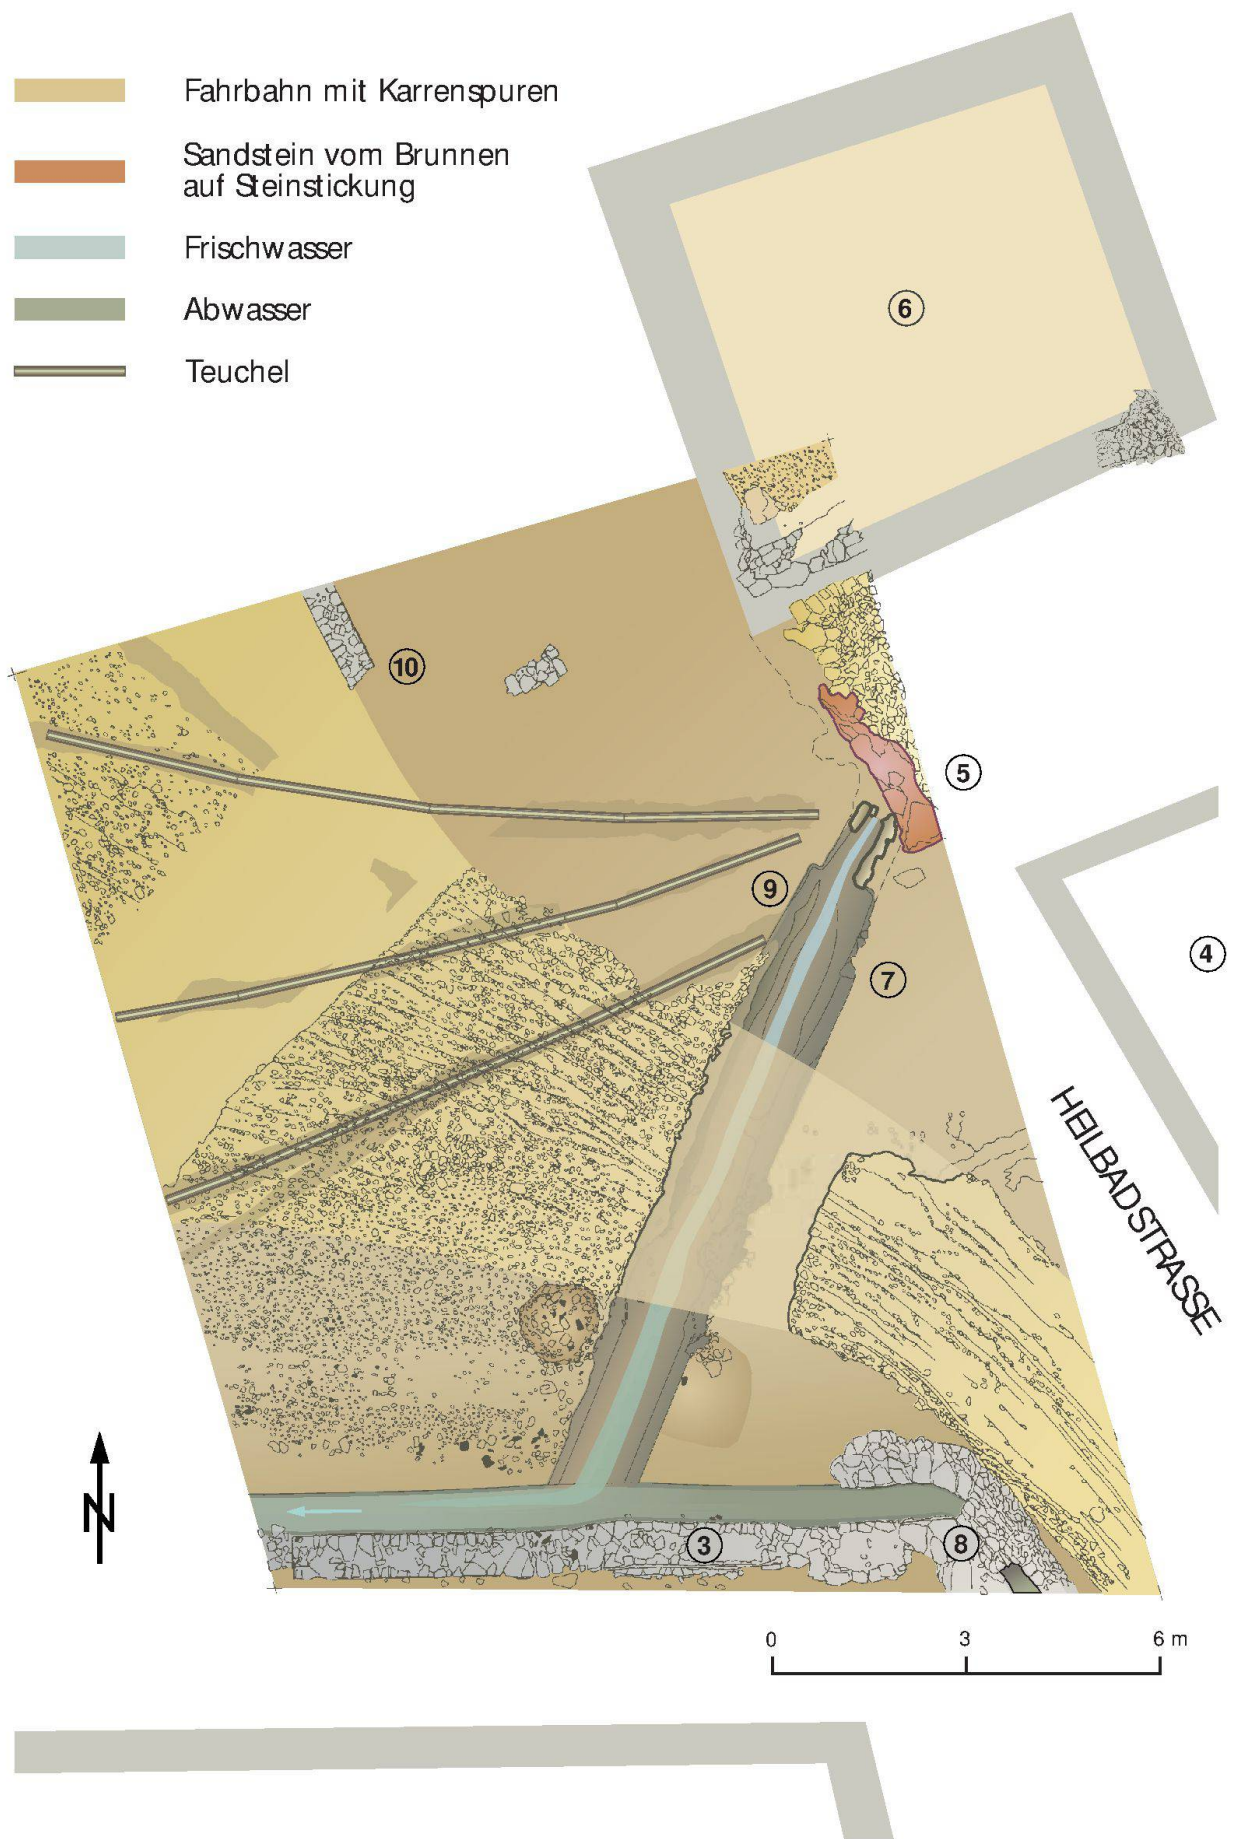 Fahrbahn mit Karrenspuren
Sandstein vom Brunnen
auf Steinstickung
Frischwasser
Abwasser
Teuchel
6
10
5
9
4
7
HEILBADSTRASSE
N
3
8
0 3 6 m